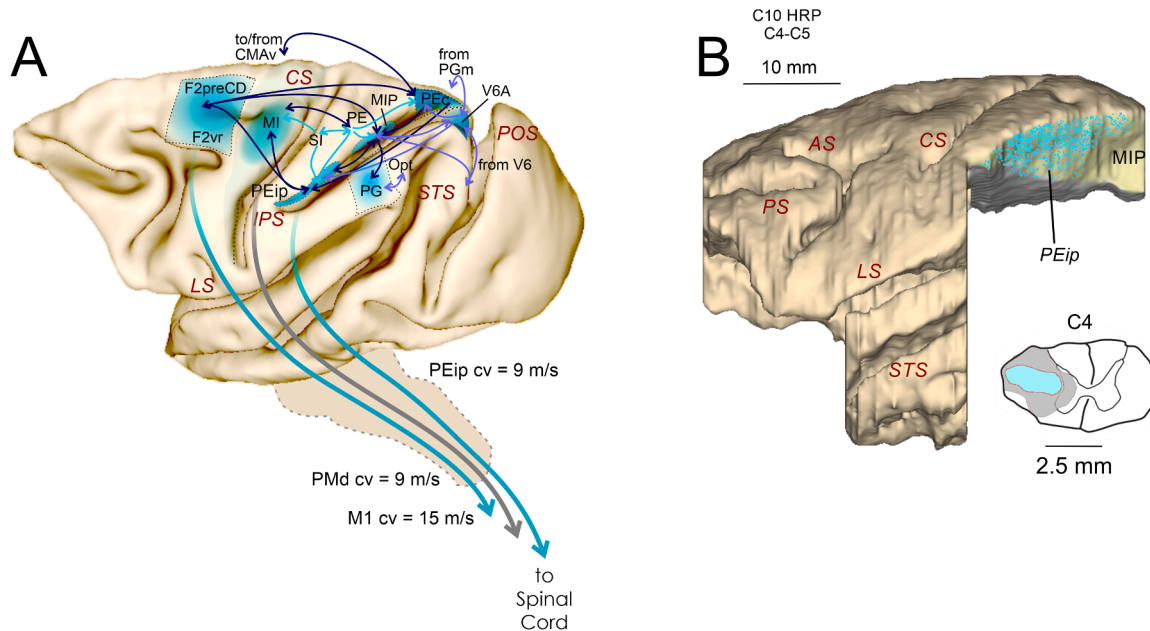 A
to/from
CMAv
from
PGm
CS
F2preCD
MIP
PEc
V6A
F2vr
MI
PE
SI
POS
Opt
from V6
PEip
PG
STS
IPS
LS
PEip cv = 9 m/s
PMd cv = 9 m/s
M1 cv = 15 m/s
to
Spinal
Cord
B
C10 HRP
C4-C5
10 mm
AS
CS
MIP
PS
PEip
LS
C4
STS
2.5 mm